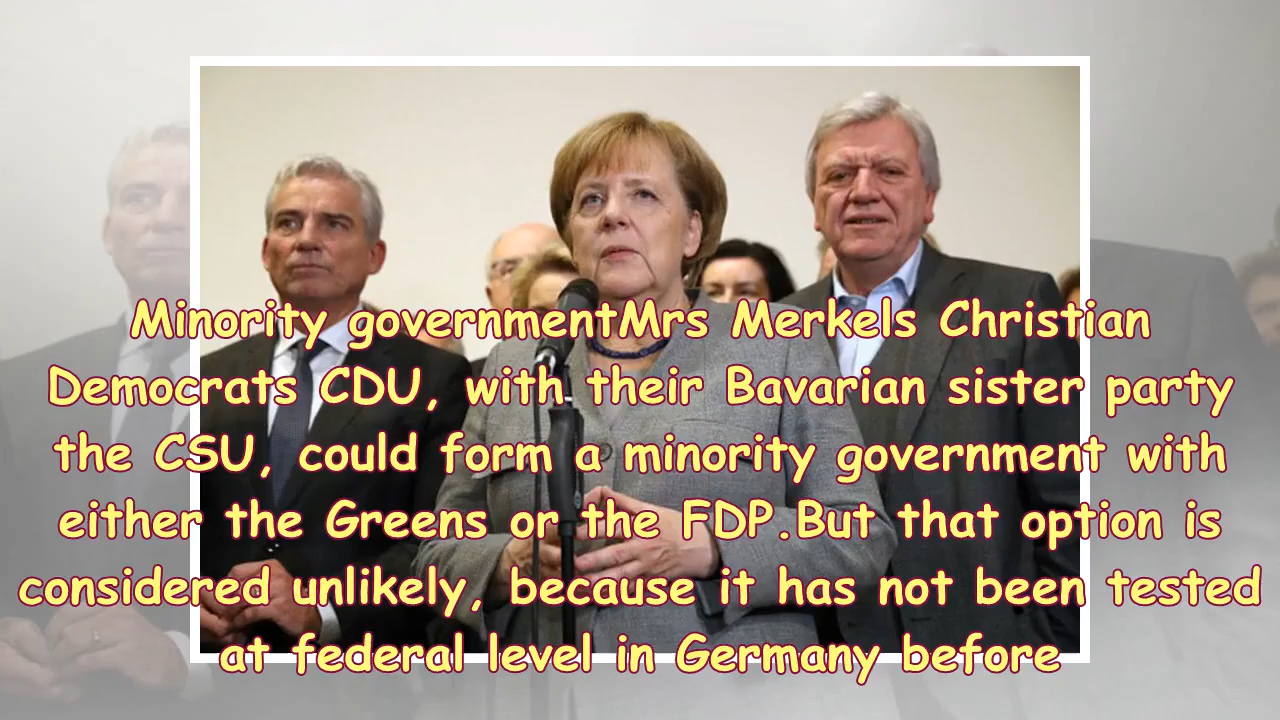 Minority governmentMrs Merkels Christian
Democrats CDU, with their Bavarian sister party
the CSU, could form a minority government with
either the Greens or the FDP.But that option is
considered unlikely, because it has not been tested
at federal level in Germany before